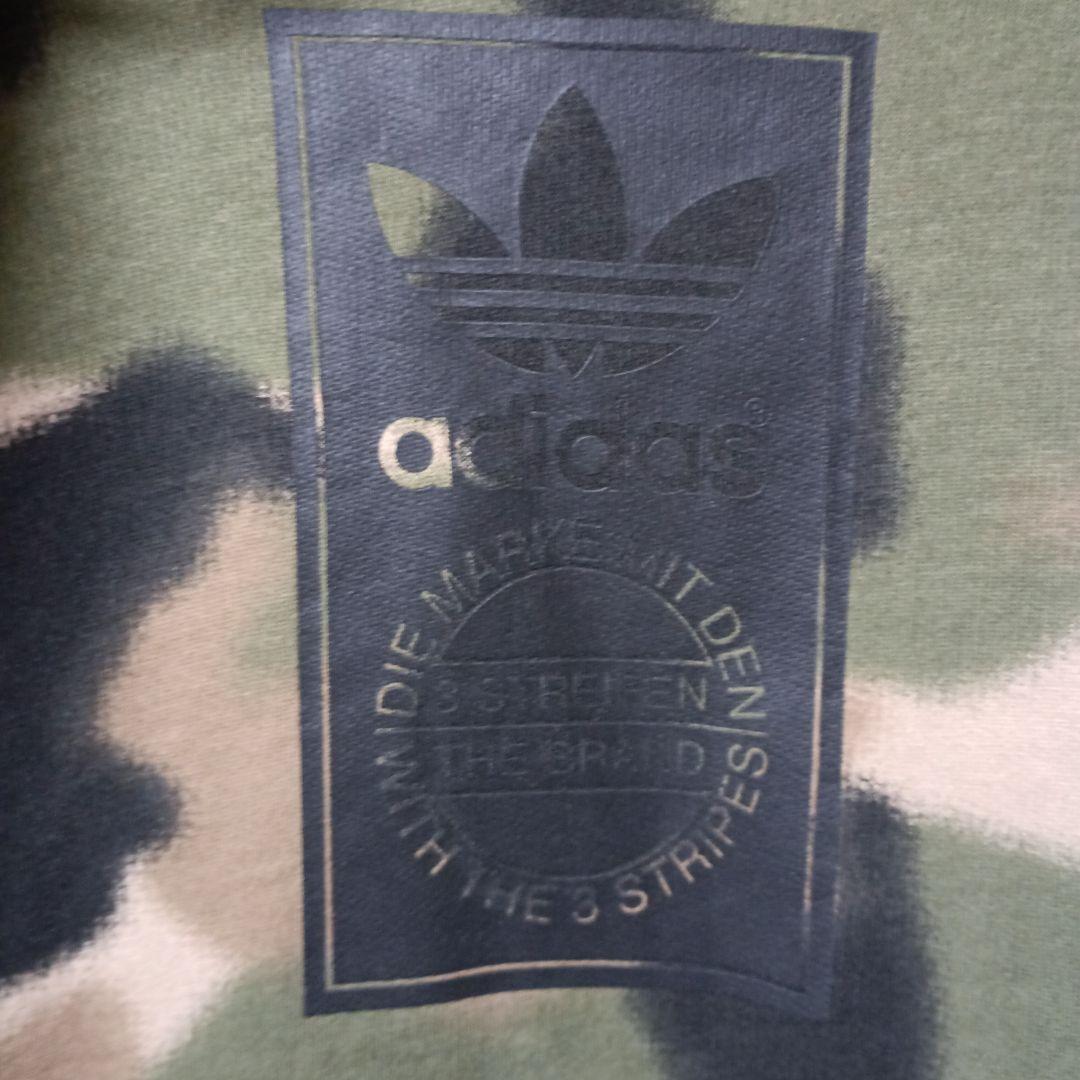 adidas®
DIE MARKE MIT DEN
3 STREIFEN
THE BRAND
WITH THE 3 STRIPES